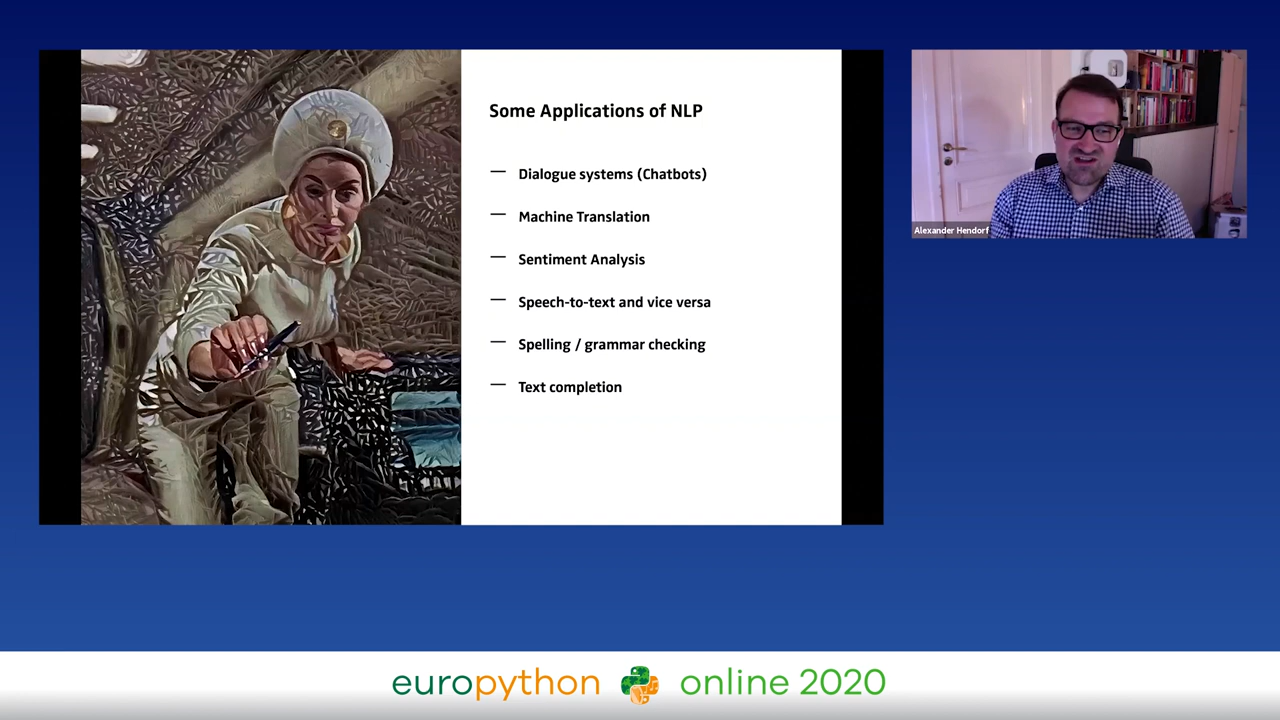 Some Applications of NLP
— Dialogue systems (Chatbots)
— Machine Translation
— Sentiment Analysis
— Speech-to-text and vice versa
— Spelling / grammar checking
— Text completion
Alexander Hendorf
europython online 2020